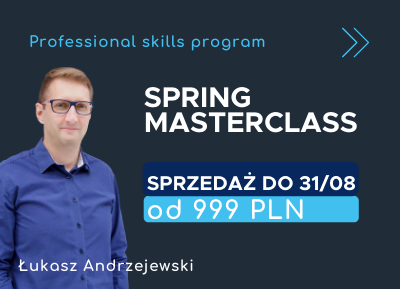 Professional skills program
SPRING
MASTERCLASS
SPRZEDAŻ DO 31/08
od 999 PLN
Łukasz Andrzejewski